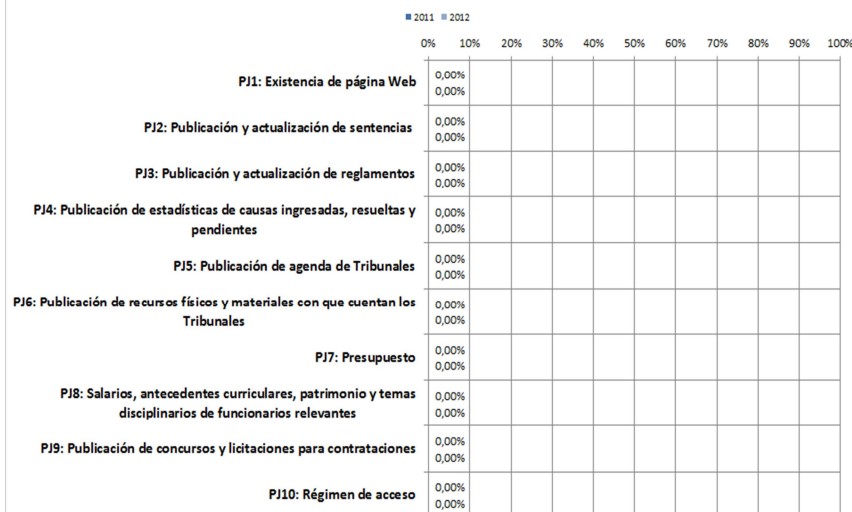 2011 2012
0% 10% 20% 30% 40% 50% 60% 70% 80% 90% 100%
PJ1: Existencia de página Web
0,00%
0,00%
PJ2: Publicación y actualización de sentencias
0,00%
0,00%
PJ3: Publicación y actualización de reglamentos
0,00%
0,00%
PJ4: Publicación de estadísticas de causas ingresadas, resueltas y
pendientes
0,00%
0,00%
PJ5: Publicación de agenda de Tribunales
0,00%
0,00%
PJ6: Publicación de recursos físicos y materiales con que cuentan los
Tribunales
0,00%
0,00%
PJ7: Presupuesto
0,00%
0,00%
PJ8: Salarios, antecedentes curriculares, patrimonio y temas
disciplinarios de funcionarios relevantes
0,00%
0,00%
PJ9: Publicación de concursos y licitaciones para contrataciones
0,00%
0,00%
PJ10: Régimen de acceso
0,00%
0,00%